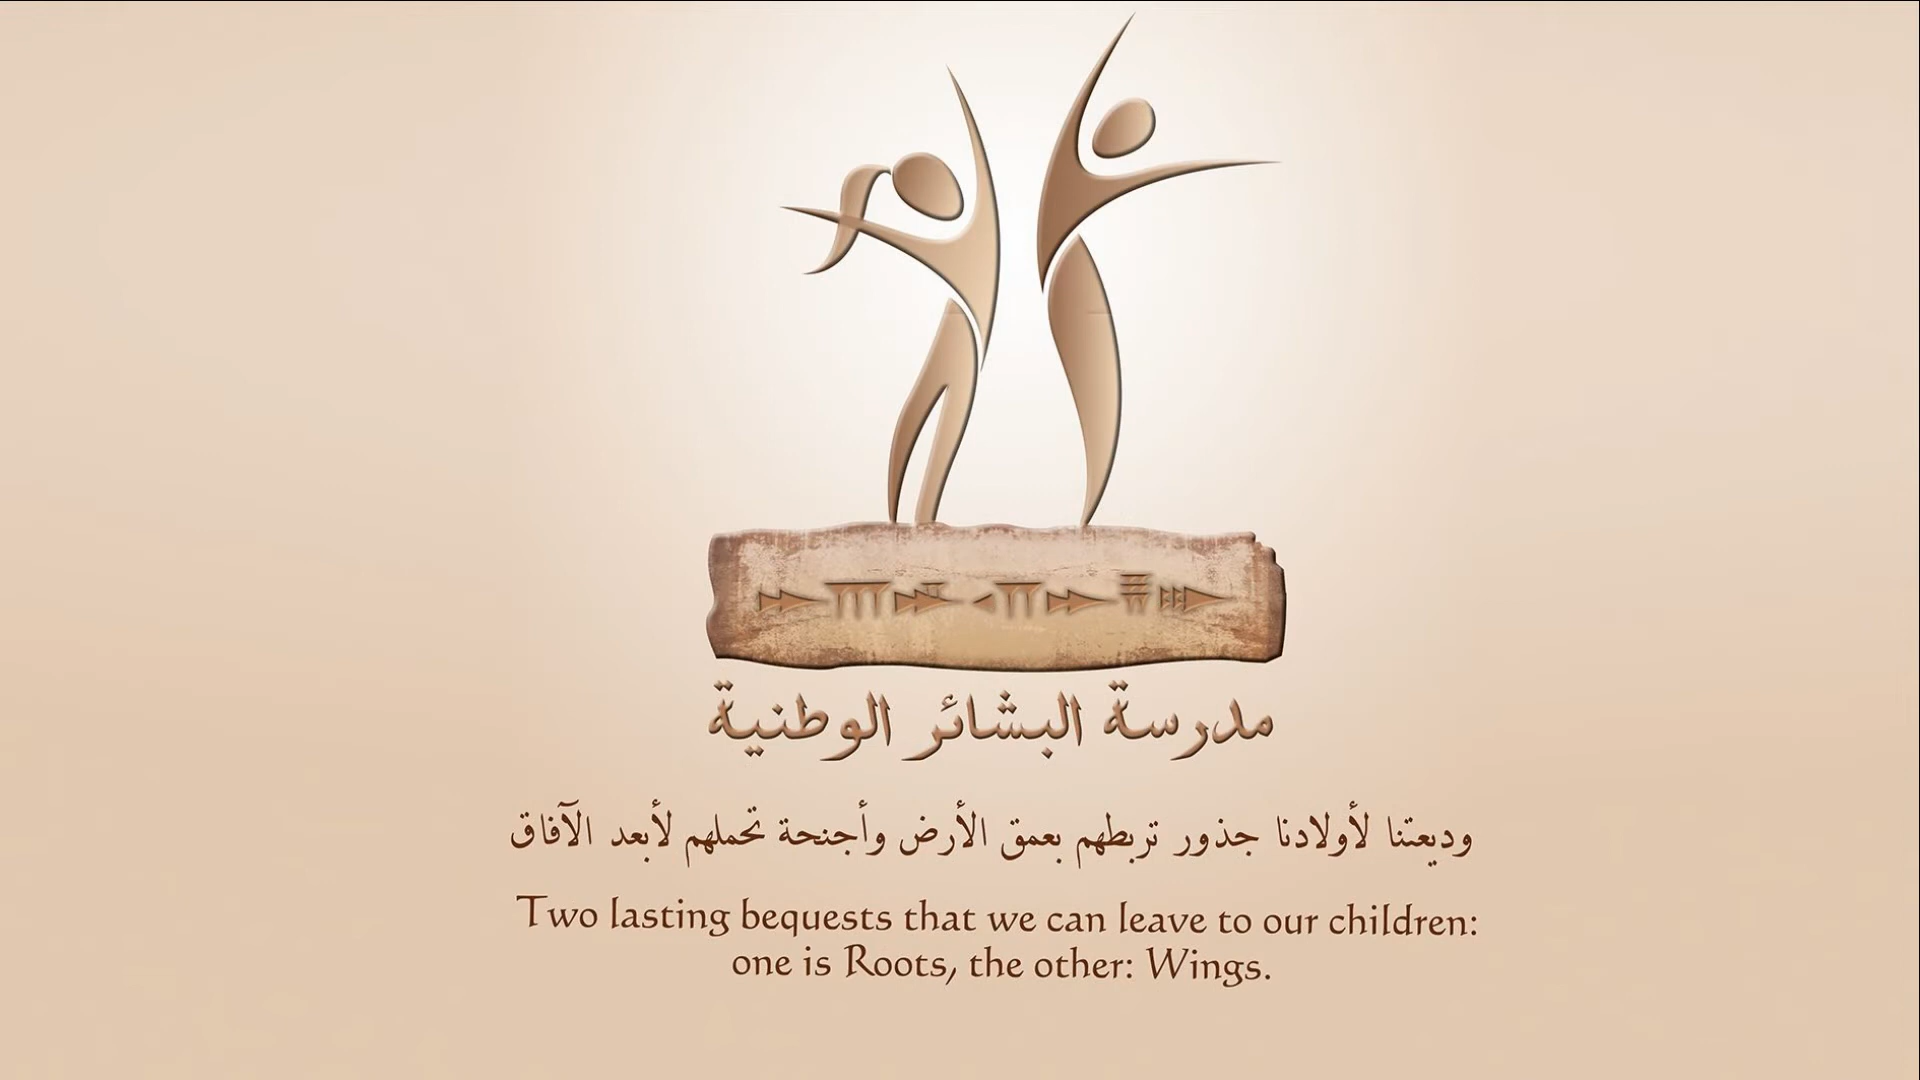 مدرسة البشائر الوطنية
وديعتنا لأولادنا جذور تربطهم بعمق الأرض وأجنحة تحملهم لأبعد الآفاق
Two lasting bequests that we can leave to our children:
one is Roots, the other: Wings.